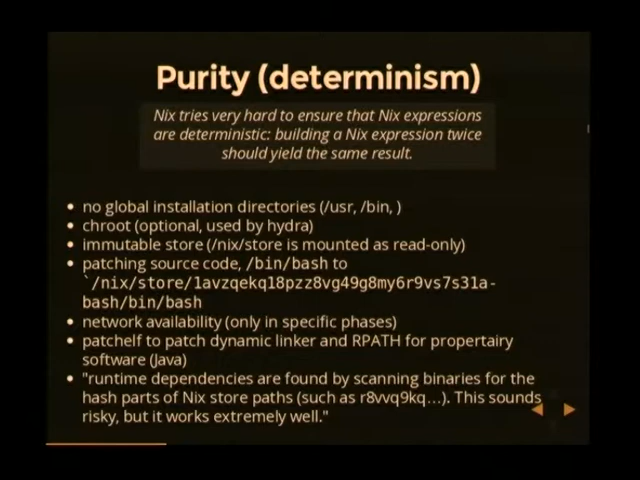 Purity (determinism)
Nix tries very hard to ensure that Nix expressions
are deterministic: building a Nix expression twice
should yield the same result.
• no global installation directories (/usr, /bin, )
• chroot (optional, used by hydra)
• immutable store (/nix/store is mounted as read-only)
• patching source code, /bin/bash to
`/nix/store/1avzqekql8pzz8vg49g8my6r9vs7s31a-
bash/bin/bash
• network availability (only in specific phases)
• patchelf to patch dynamic linker and RPATH for propertairy
software (Java)
• "runtime dependencies are found by scanning binaries for the
hash parts of Nix store paths (such as r8vvq9kq...). This sounds
risky, but it works extremely well."